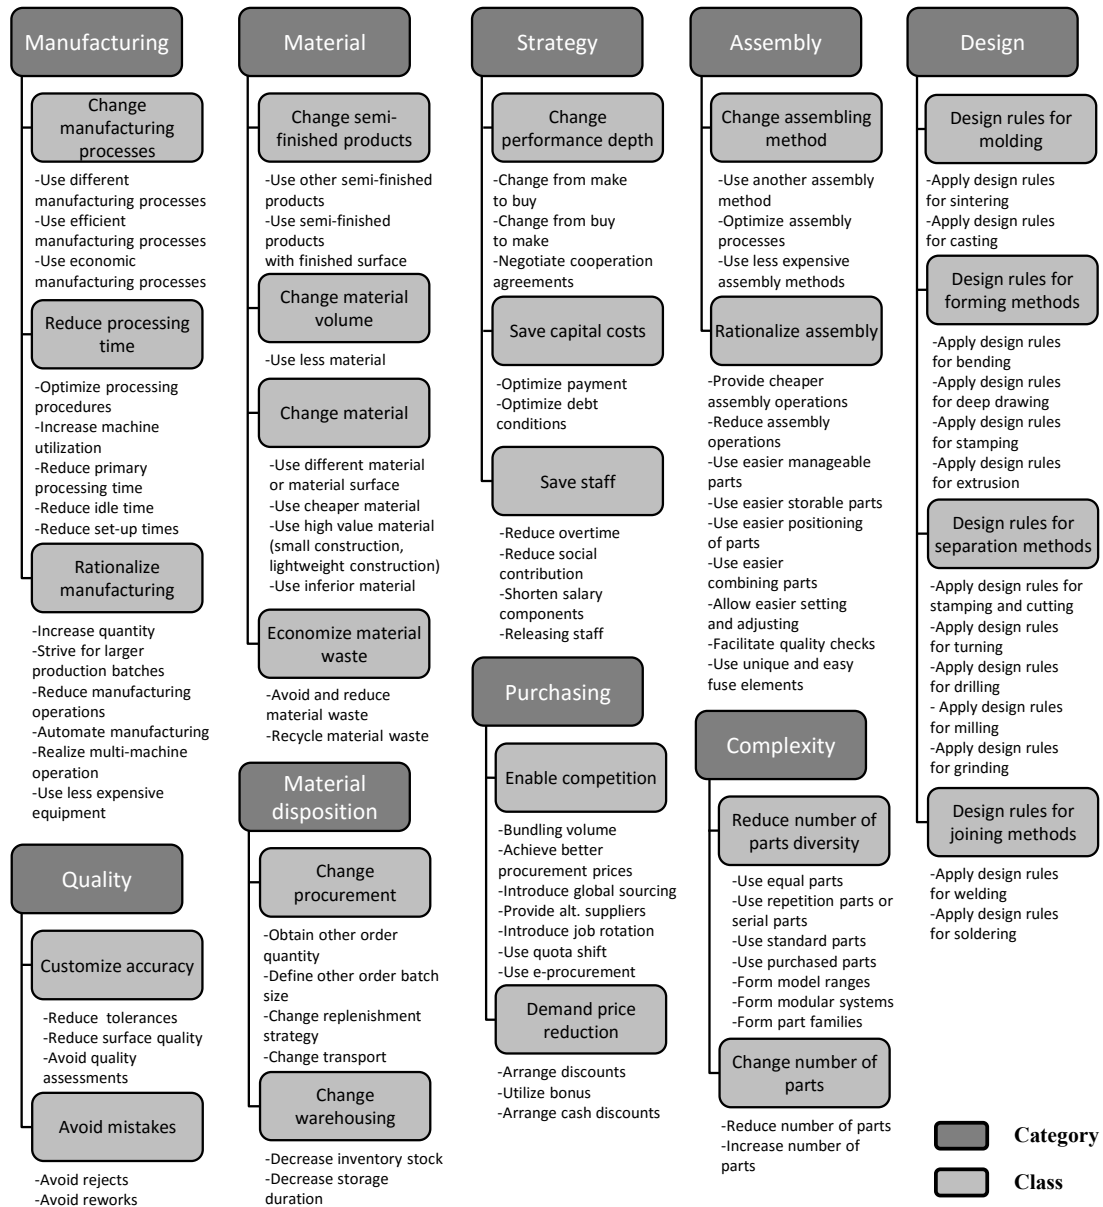 Manufacturing
Change
manufacturing
processes
-Use different
manufacturing processes
-Use efficient
manufacturing processes
-Use economic
manufacturing processes
Reduce processing
time
-Optimize processing
procedures
-Increase machine
utilization
-Reduce primary
processing time
-Reduce idle time
-Reduce set-up times
Rationalize
manufacturing
-Increase quantity
-Strive for larger
production batches
-Reduce manufacturing
operations
-Automate manufacturing
-Realize multi-machine
operation
-Use less expensive
equipment
Quality
Customize accuracy
-Reduce tolerances
-Reduce surface quality
-Avoid quality
assessments
Avoid mistakes
-Avoid rejects
-Avoid reworks
Material
Change semi-
finished products
-Use other semi-finished
products
-Use semi-finished
products
with finished surface
Change material
volume
-Use less material
Change material
-Use different material
or material surface
-Use cheaper material
-Use high value material
(small construction,
lightweight construction)
-Use inferior material
Economize material
waste
-Avoid and reduce
material waste
-Recycle material waste
Material
disposition
Change
procurement
-Obtain other order
quantity
-Define other order batch
size
-Change replenishment
strategy
-Change transport
Change
warehousing
-Decrease inventory stock
-Decrease storage
duration
Strategy
Change
performance depth
-Change from make
to buy
-Change from buy
to make
-Negotiate cooperation
agreements
Save capital costs
-Optimize payment
-Optimize debt
conditions
Save staff
-Reduce overtime
-Reduce social
contribution
-Shorten salary
components
-Releasing staff
Purchasing
Enable competition
-Bundling volume
-Achieve better
procurement prices
-Introduce global sourcing
-Provide alt. suppliers
-Introduce job rotation
-Use quota shift
-Use e-procurement
Demand price
reduction
-Arrange discounts
-Utilize bonus
-Arrange cash discounts
Assembly
Change assembling
method
-Use another assembly
method
-Optimize assembly
processes
-Use less expensive
assembly methods
Rationalize assembly
-Provide cheaper
assembly operations
-Reduce assembly
operations
-Use easier manageable
parts
-Use easier storable parts
-Use easier positioning
of parts
-Use easier
combining parts
-Allow easier setting
and adjusting
-Facilitate quality checks
-Use unique and easy
fuse elements
Complexity
Reduce number of
parts diversity
-Use equal parts
-Use repetition parts or
serial parts
-Use standard parts
-Use purchased parts
-Form model ranges
-Form modular systems
-Form part families
Change number of
parts
-Reduce number of parts
-Increase number of
parts
Design
Design rules for
molding
-Apply design rules
for sintering
-Apply design rules
for casting
Design rules for
forming methods
-Apply design rules
for bending
-Apply design rules
for deep drawing
-Apply design rules
for stamping
-Apply design rules
for extrusion
Design rules for
separation methods
-Apply design rules for
stamping and cutting
-Apply design rules
for turning
-Apply design rules
for drilling
- Apply design rules
for milling
-Apply design rules
for grinding
Design rules for
joining methods
-Apply design rules
for welding
-Apply design rules
for soldering
Category
Class